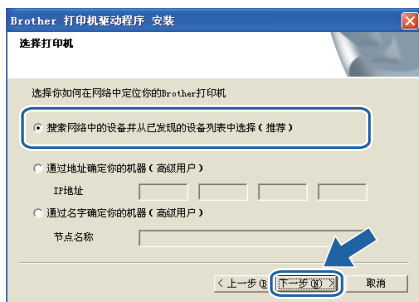 Brother 打印机驱动程序 安装
选择打印机
选择你如何在网络中定位你的Brother打印机
搜索网络中的设备并从已发现的设备列表中选择(推荐)
通过地址确定你的机器(高级用户)
IP地址
通过名字确定你的机器(高级用户)
节点名称
<上一步(B) 下一步(N)> 取消